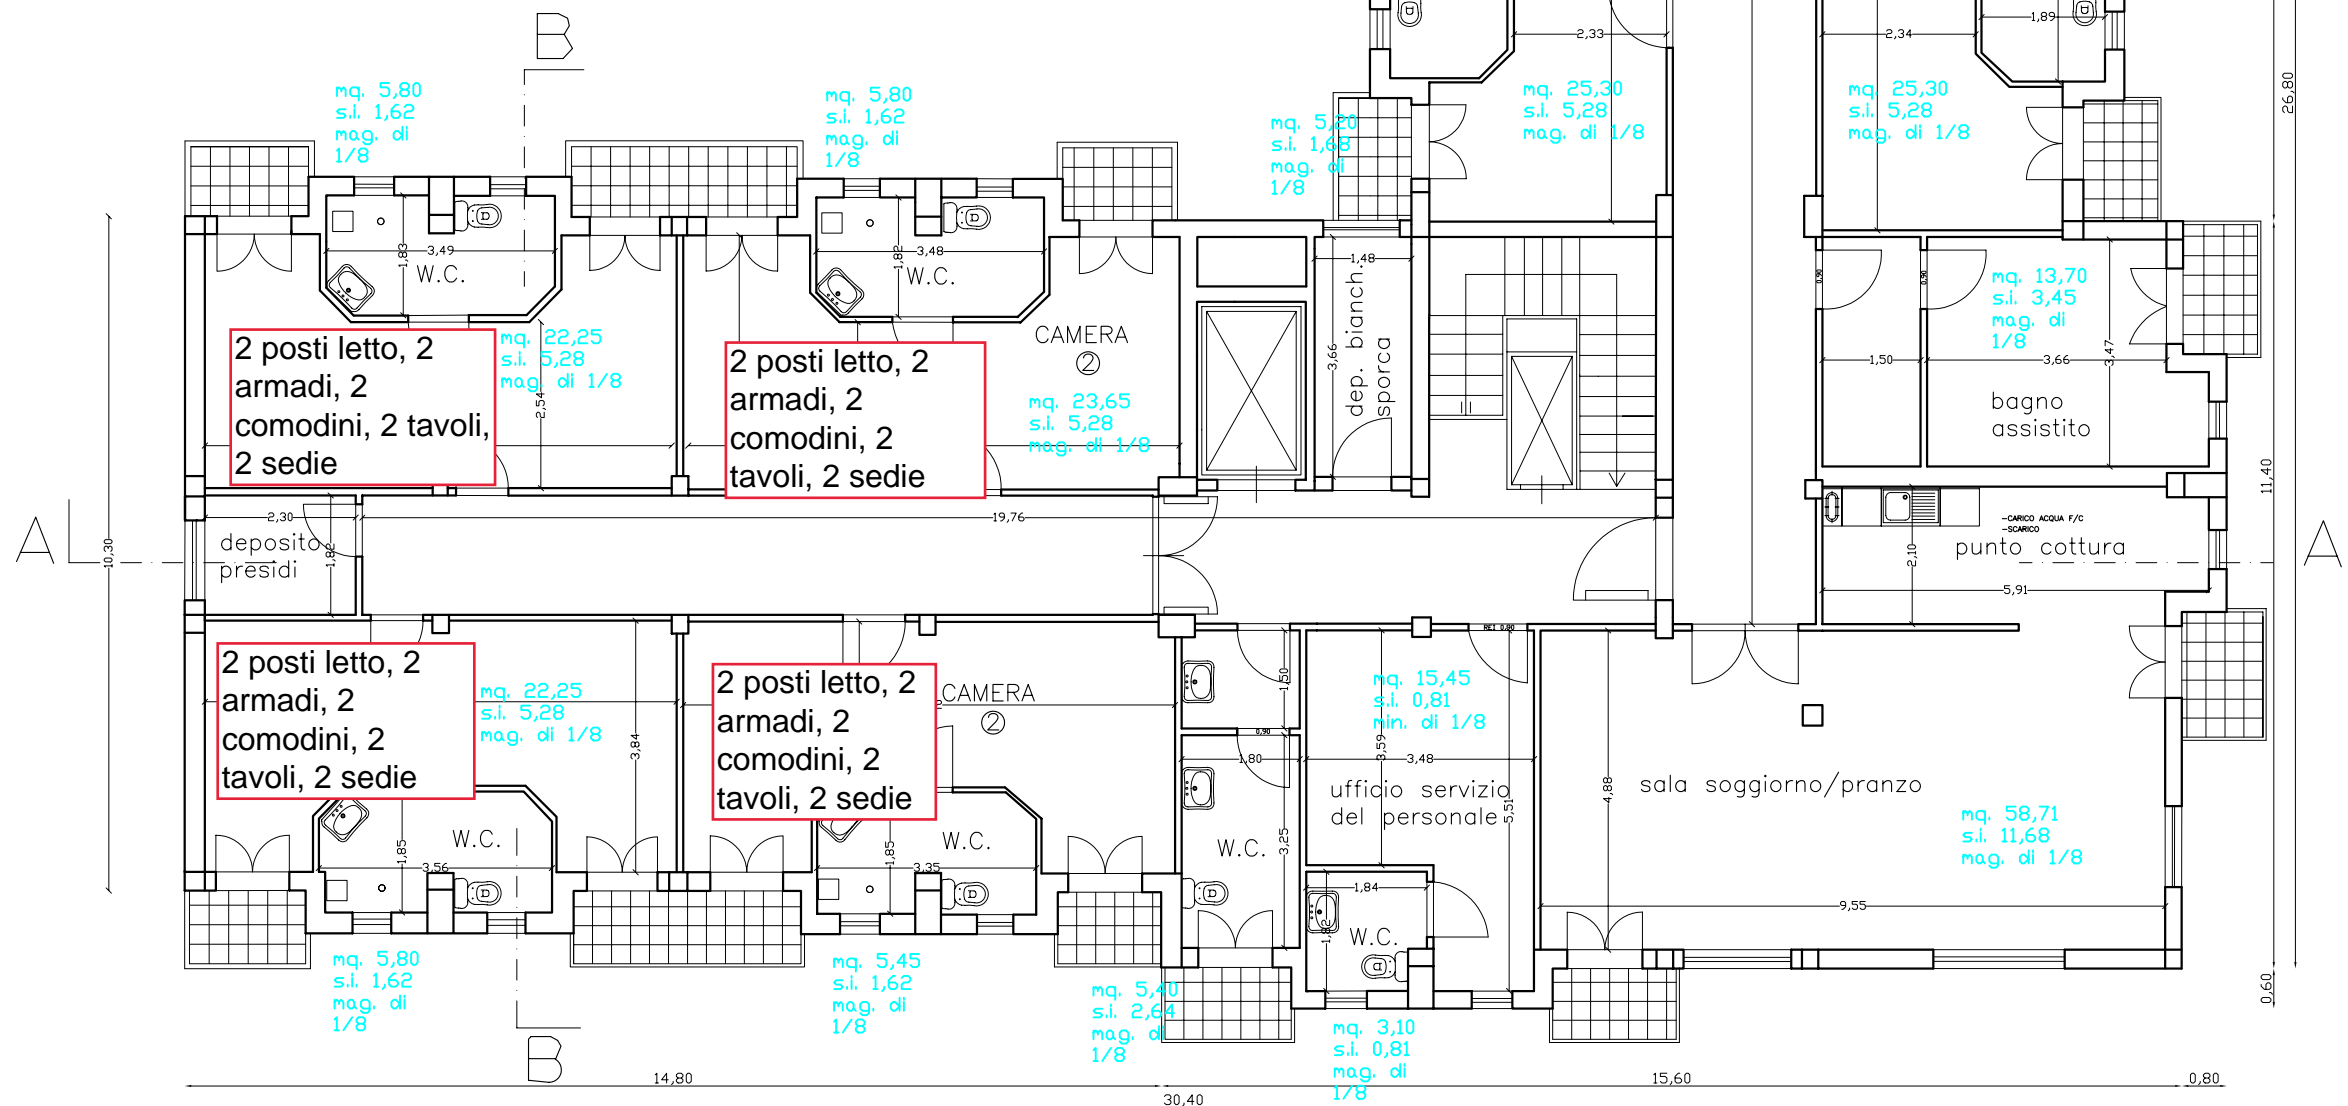 B
mq. 5,80
s.i. 1,62
mag. di
1/8
mq. 5,80
s.i. 1,62
mag. di
1/8
mq. 5,20
s.i. 1,68
mag. di
1/8
2,33
mq. 25,30
s.i. 5,28
mag. di 1/8
2,34
1,89
mq. 25,30
s.i. 5,28
mag. di 1/8
26,80
1,83
3,49
W.C.
1,82
3,48
W.C.
2 posti letto, 2
armadi, 2
comodini, 2 tavoli,
2 sedie
mq. 22,25
s.i. 5,28
mag. di 1/8
2,54
2 posti letto, 2
armadi, 2
comodini, 2
tavoli, 2 sedie
CAMERA
2
mq. 23,65
s.i. 5,28
mag. di 1/8
1,48
3,66
dep. bianch.
sporca
0,90
0,90
1,50
3,66
3,47
mq. 13,70
s.i. 3,45
mag. di
1/8
bagno
assistito
11,40
A
10,30
2,30
deposito
presidi
1,82
19,76
-CARICO ACQUA F/C
-SCARICO
punto cottura
2,10
5,91
A
2 posti letto, 2
armadi, 2
comodini, 2
tavoli, 2 sedie
mq. 22,25
s.i. 5,28
mag. di 1/8
3,84
2 posti letto, 2
armadi, 2
comodini, 2
tavoli, 2 sedie
CAMERA
2
1,50
0,90
1,80
3,25
W.C.
REI 0.90
mq. 15,45
s.i. 0,81
min. di 1/8
3,59
3,48
ufficio servizio
del personale
5,51
4,88
sala soggiorno/pranzo
mq. 58,71
s.i. 11,68
mag. di 1/8
9,55
W.C.
1,85
3,56
W.C.
1,85
3,35
1,84
W.C.
mq. 5,80
s.i. 1,62
mag. di
1/8
mq. 5,45
s.i. 1,62
mag. di
1/8
mq. 5,40
s.i. 2,64
mag. di
1/8
mq. 3,10
s.i. 0,81
mag. di
1/8
0,60
B
14,80
15,60
0,80
30,40